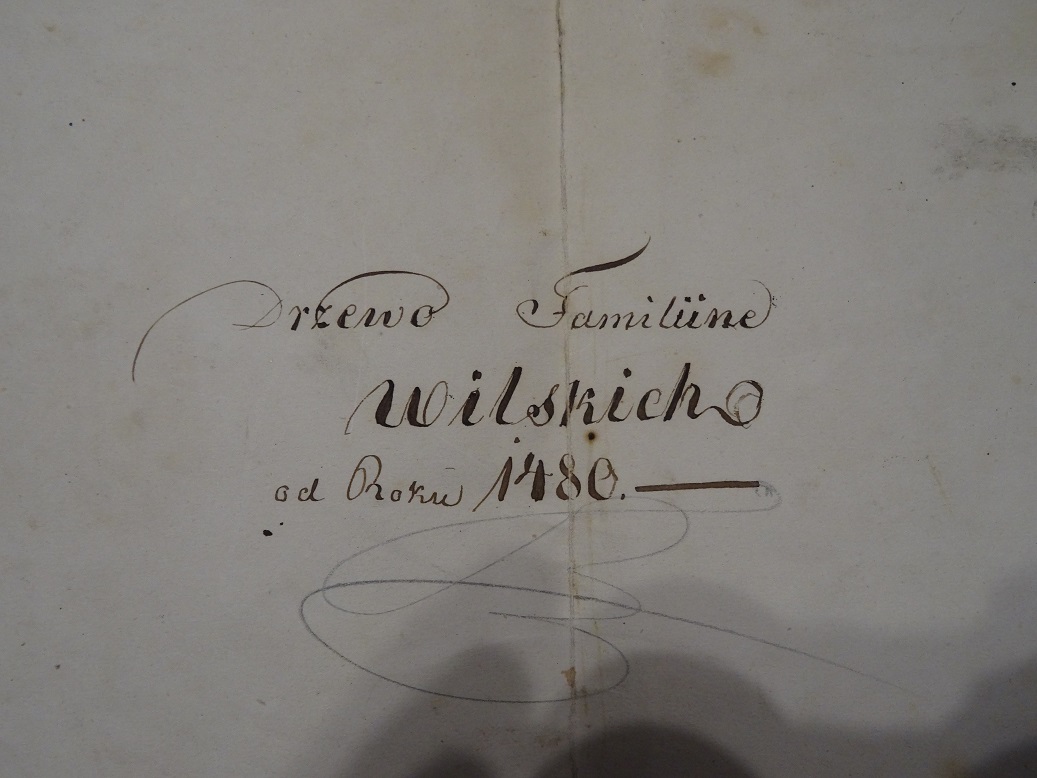 Drzewo Familiine
Wilskich
od Roku 1480.